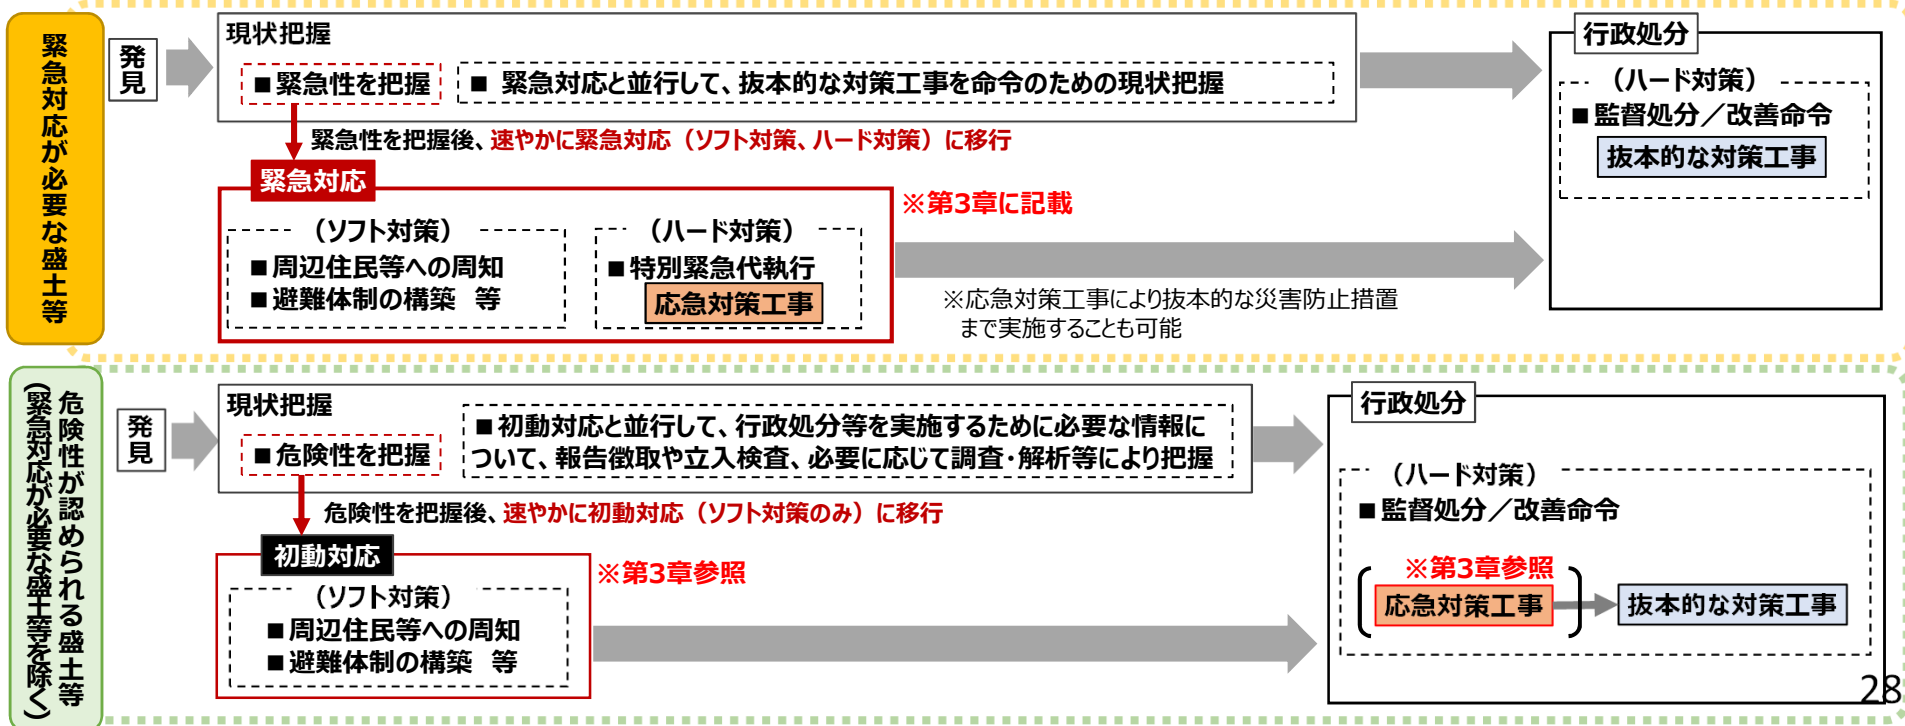 緊急対応が必要な盛土等
発見
現状把握
■緊急性を把握
■ 緊急対応と並行して、抜本的な対策工事を命令のための現状把握
緊急性を把握後、速やかに緊急対応（ソフト対策、ハード対策）に移行
緊急対応
※第3章に記載
（ソフト対策）
■周辺住民等への周知
■避難体制の構築 等
（ハード対策）
■特別緊急代執行
応急対策工事
※応急対策工事により抜本的な災害防止措置
まで実施することも可能
行政処分
（ハード対策）
■監督処分／改善命令
抜本的な対策工事
危険性が認められる盛土等
（緊急対応が必要な盛土等を除く）
発見
現状把握
■危険性を把握
■初動対応と並行して、行政処分等を実施するために必要な情報に
ついて、報告徴取や立入検査、必要に応じて調査・解析等により把握
危険性を把握後、速やかに初動対応（ソフト対策のみ）に移行
初動対応
※第3章参照
（ソフト対策）
■周辺住民等への周知
■避難体制の構築 等
行政処分
（ハード対策）
■監督処分／改善命令
※第3章参照
応急対策工事
抜本的な対策工事
28